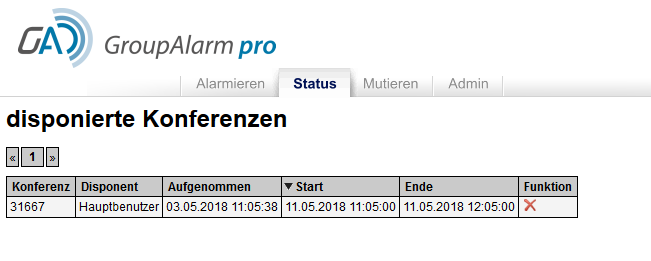 GAD GroupAlarm pro
Alarmieren Status Mutieren Admin
disponierte Konferenzen
« 1 »
Konferenz Disponent Aufgenommen Start Ende Funktion
31667 Hauptbenutzer 03.05.2018 11:05:38 11.05.2018 11:05:00 11.05.2018 12:05:00